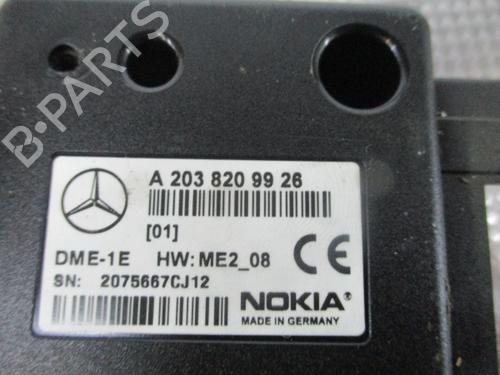 B-PARTS
A 203 820 99 26
[01]
DME-1E HW: ME2_08
SN: 2075667CJ12
CE
NOKIA®
MADE IN GERMANY